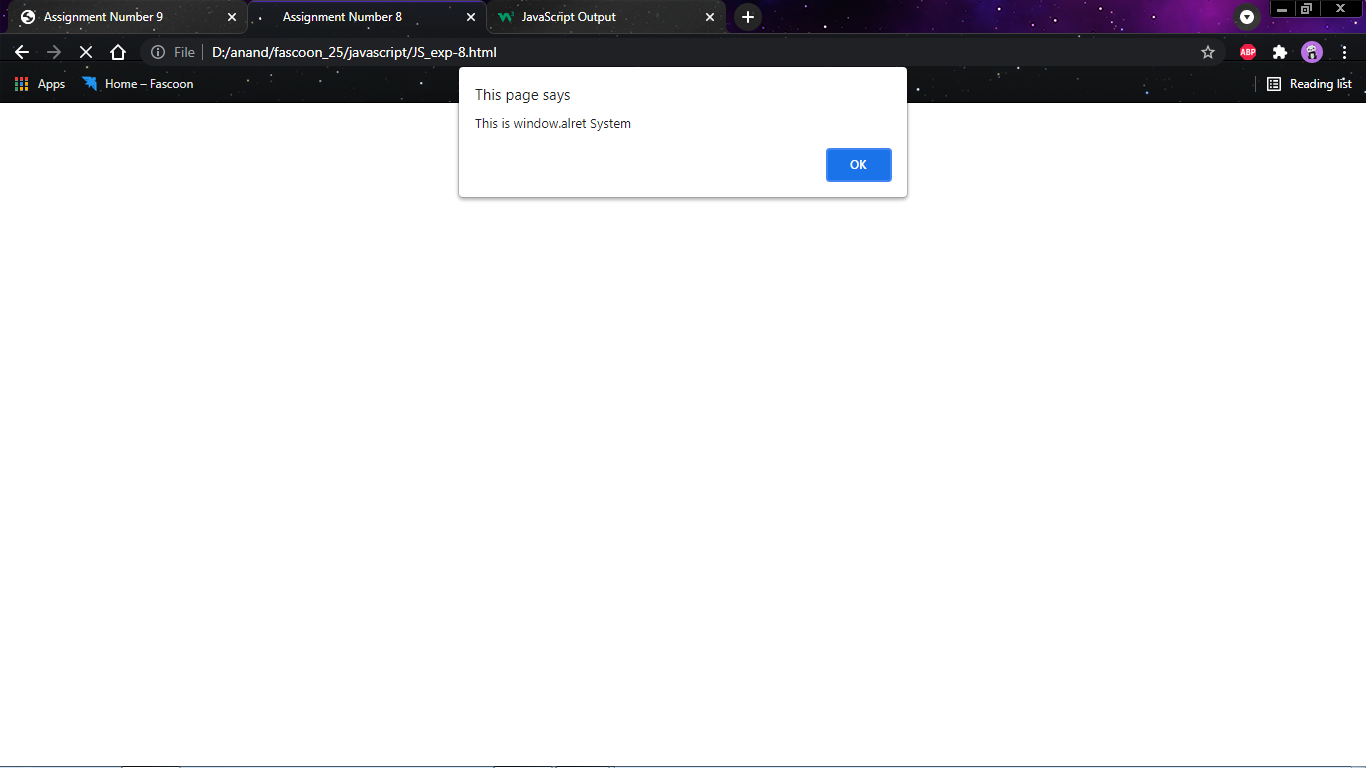 Assignment Number 9
Assignment Number 8
JavaScript Output
File
D:/anand/fascoon_25/javascript/JS_exp-8.html
ABP
Apps
Home – Fascoon
Reading list
This page says
This is window.alret System
OK